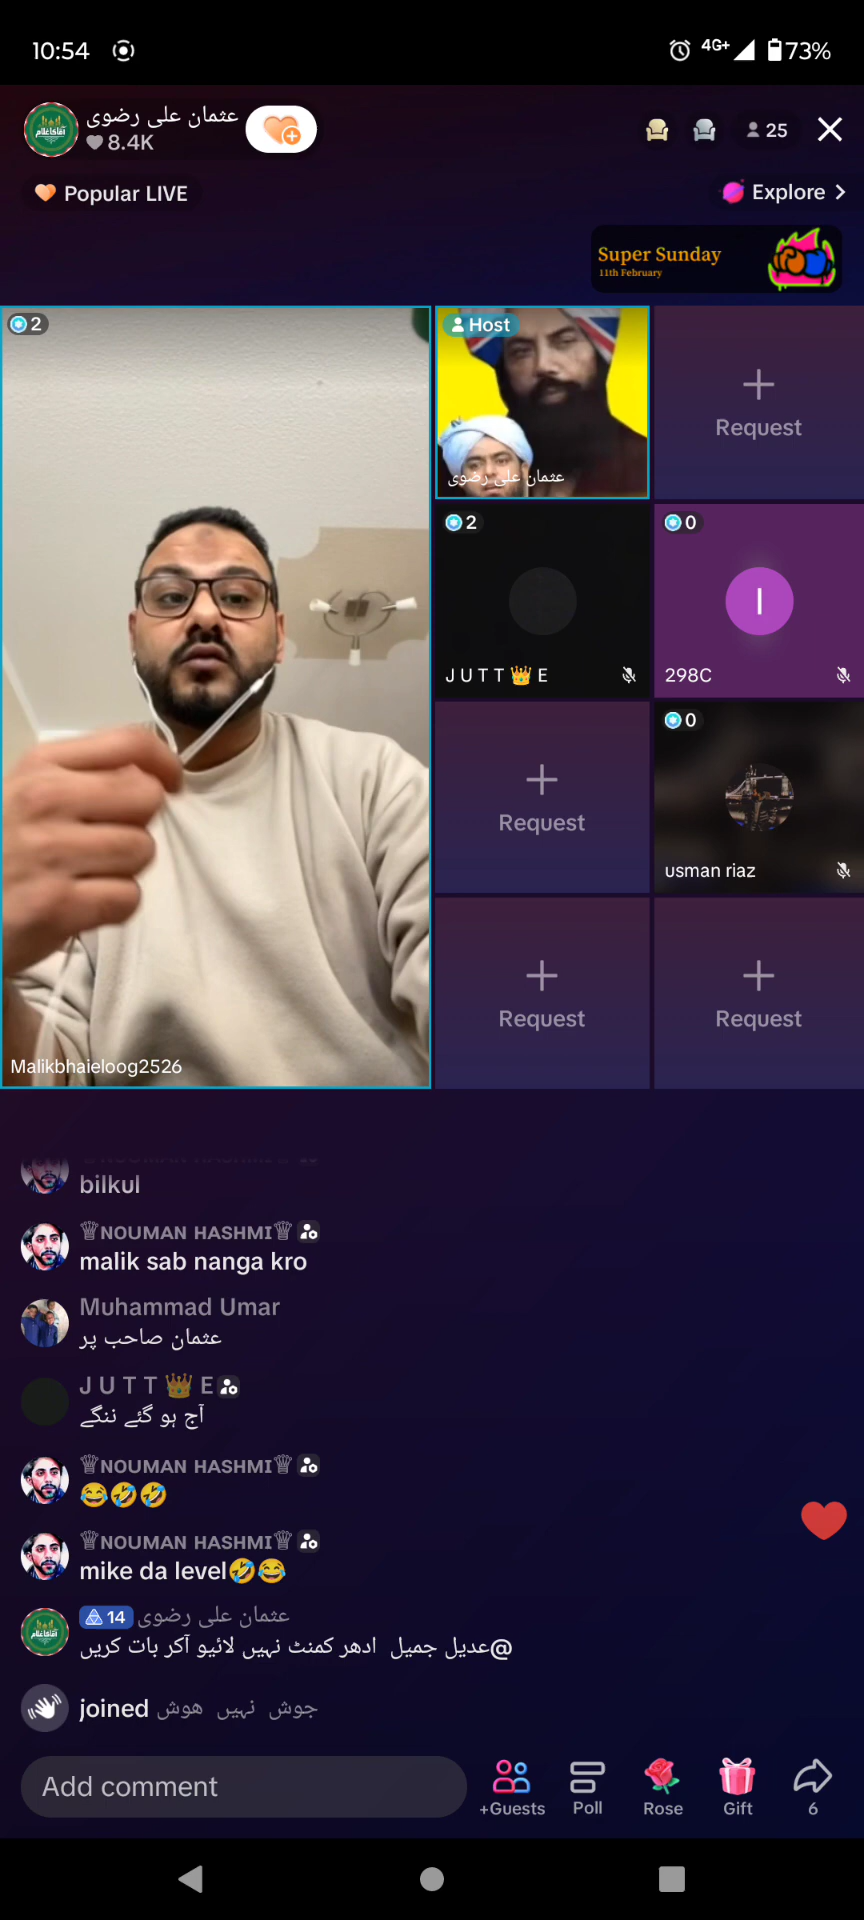 10:54
4G+
73%
عثمان علی رضوی
8.4K
25
Popular LIVE
Explore
Super Sunday
11th February
2
Host
عثمان علی رضوی
Request
2
J U T T 👑 E
0
I
298C
Request
0
usman riaz
Request
Request
Malikbhaieloog2526
bilkul
♕NOUMAN HASHMI♕
malik sab nanga kro
Muhammad Umar
عثمان صاحب پر
J U T T 👑 E
آج ہو گئے ننگے
♕NOUMAN HASHMI♕
😂🤣🤣
♕NOUMAN HASHMI♕
mike da level🤣😂
14 عثمان علی رضوی
@عدیل جمیل ادھر کمنٹ نہیں لائیو آکر بات کریں
joined جوش نہیں ھوش
Add comment
+Guests
Poll
Rose
Gift
6